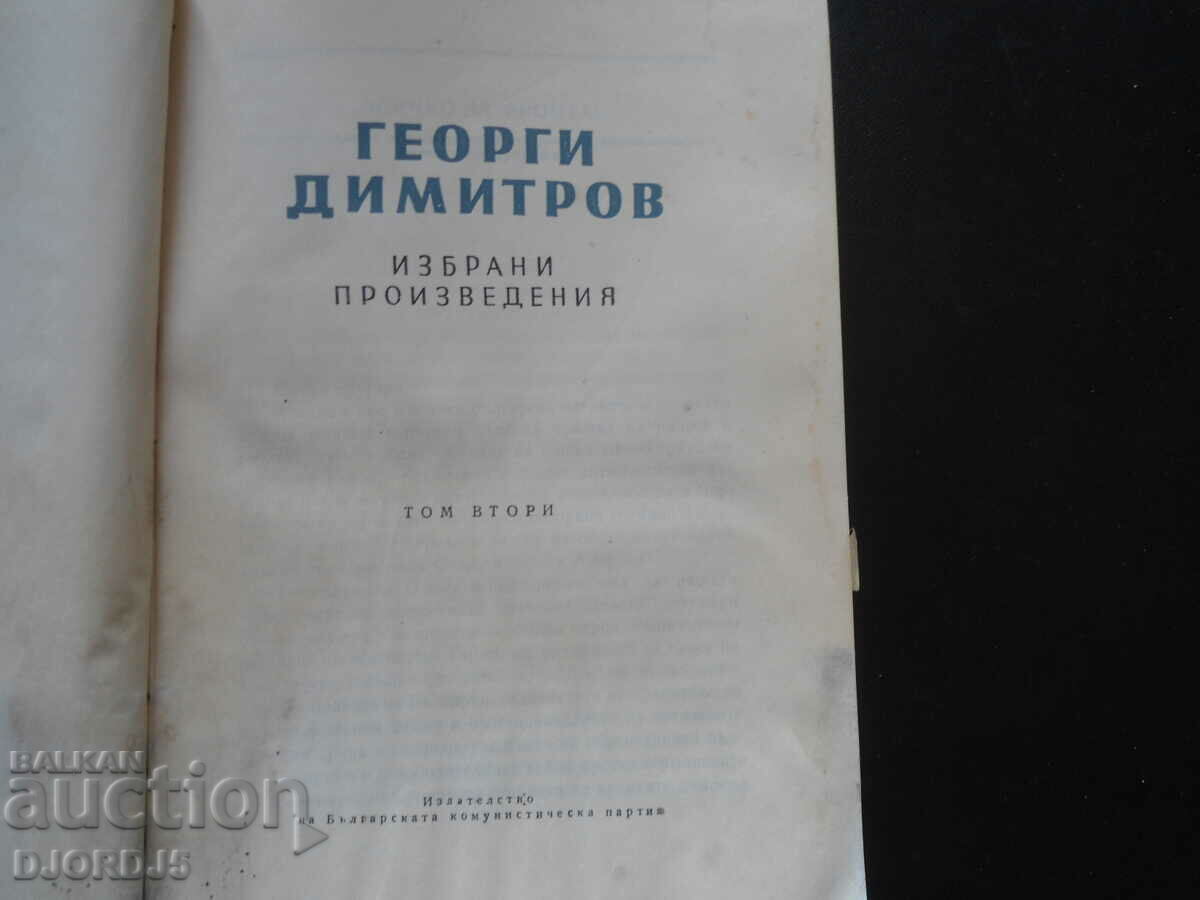 ГЕОРГИ
ДИМИТРОВ
ИЗБРАНИ
ПРОИЗВЕДЕНИЯ
ТОМ ВТОРИ
Издателство
на Българската комунистическа партия
BALKAN
auction
DJORDJ5